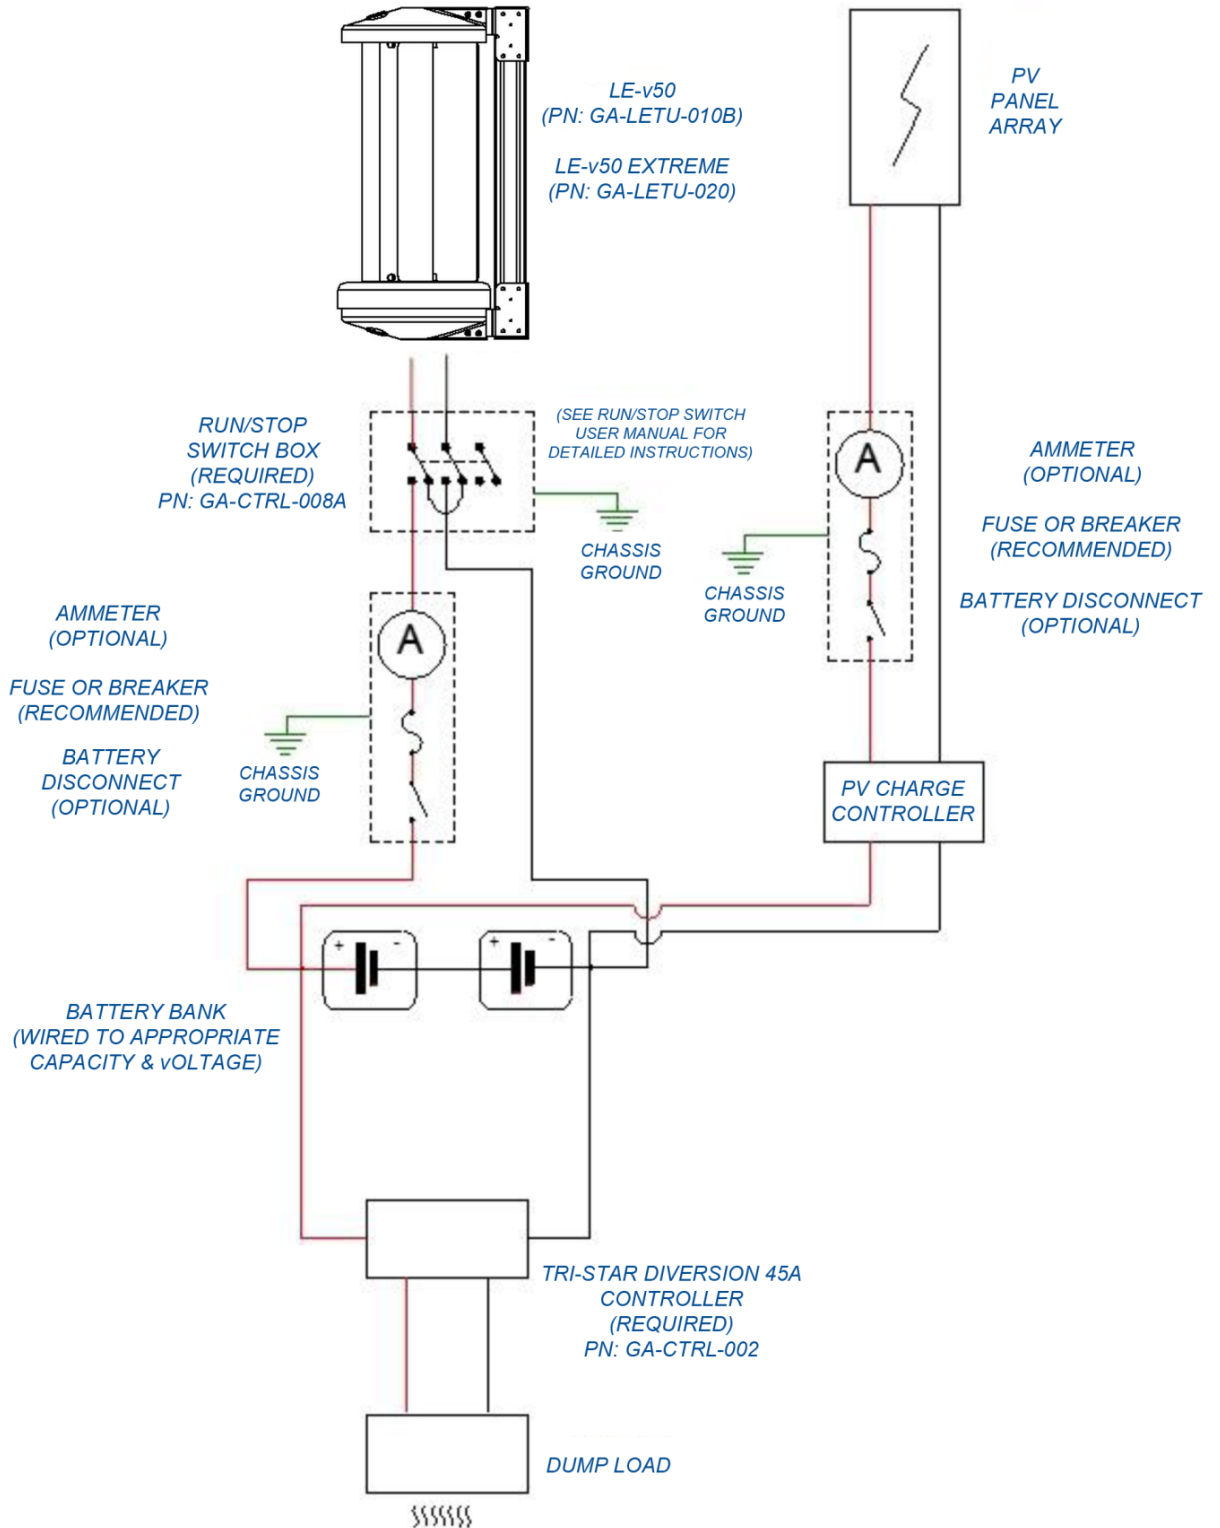 LE-v50
(PN: GA-LETU-010B)
LE-v50 EXTREME
(PN: GA-LETU-020)
PV
PANEL
ARRAY
RUN/STOP
SWITCH BOX
(REQUIRED)
PN: GA-CTRL-008A
(SEE RUN/STOP SWITCH
USER MANUAL FOR
DETAILED INSTRUCTIONS)
CHASSIS
GROUND
A
AMMETER
(OPTIONAL)
FUSE OR BREAKER
(RECOMMENDED)
BATTERY DISCONNECT
(OPTIONAL)
CHASSIS
GROUND
AMMETER
(OPTIONAL)
FUSE OR BREAKER
(RECOMMENDED)
BATTERY
DISCONNECT
(OPTIONAL)
A
CHASSIS
GROUND
PV CHARGE
CONTROLLER
+ -
+ -
BATTERY BANK
(WIRED TO APPROPRIATE
CAPACITY & vOLTAGE)
TRI-STAR DIVERSION 45A
CONTROLLER
(REQUIRED)
PN: GA-CTRL-002
DUMP LOAD